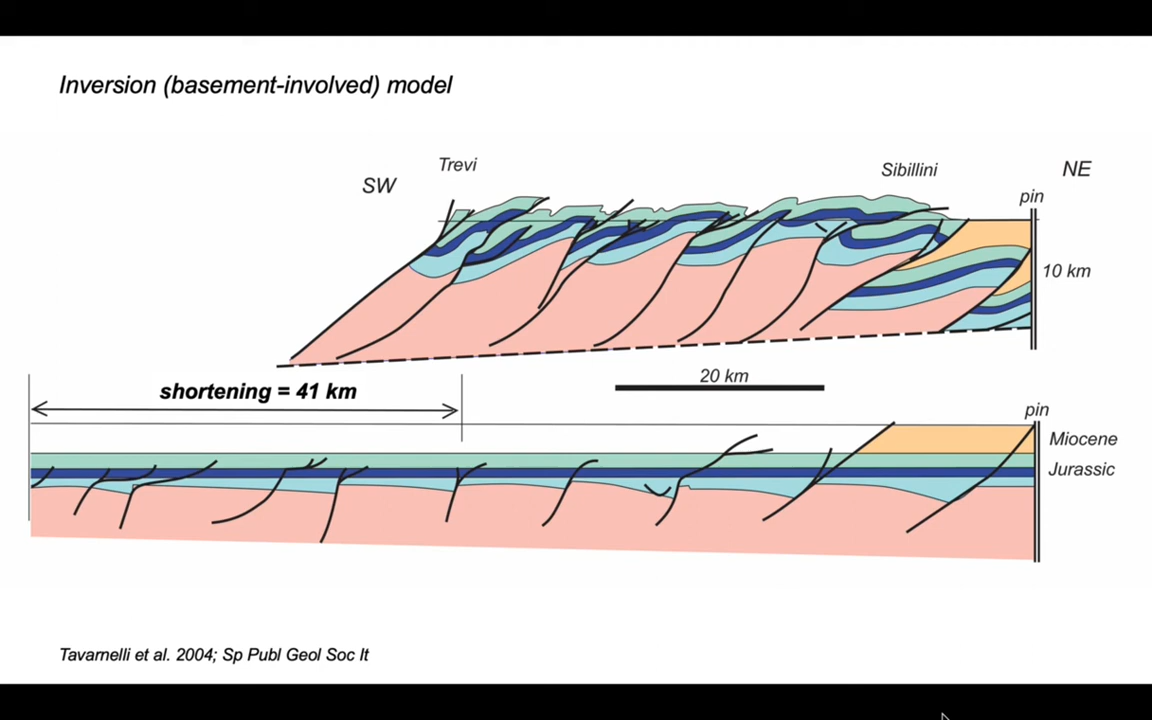 Inversion (basement-involved) model
Trevi
SW
Sibillini
NE
pin
10 km
20 km
shortening = 41 km
pin
Miocene
Jurassic
Tavarnelli et al. 2004; Sp Publ Geol Soc It